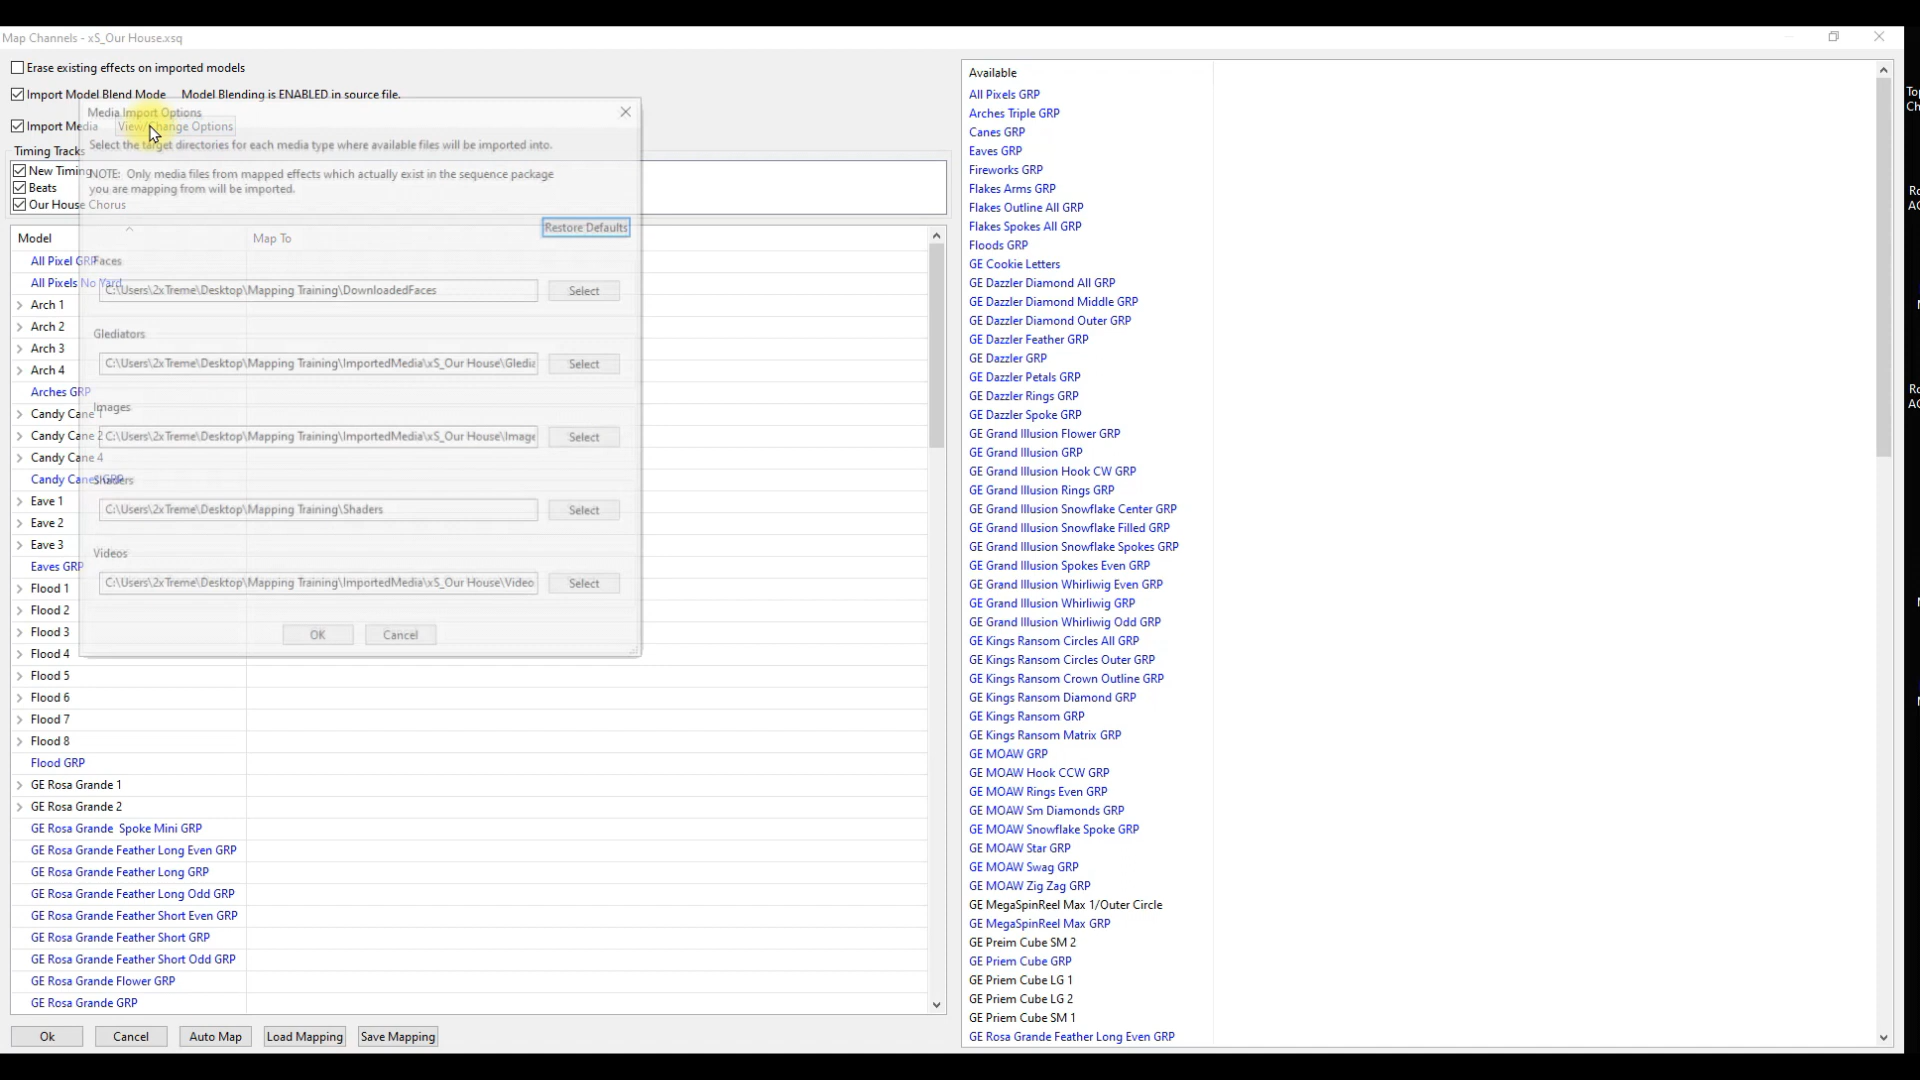 Map Channels - xS_Our House.xsq
Erase existing effects on imported models
Import Model Blend Mode Model Blending is ENABLED in source file.
Import Media View/Change Options
Timing Tracks
New Timing
Beats
Our House Chorus
Media Import Options
Select the target directories for each media type where available files will be imported into.
NOTE: Only media files from mapped effects which actually exist in the sequence package
you are mapping from will be imported.
Restore Defaults
Faces
C:\Users\2xTreme\Desktop\Mapping Training\DownloadedFaces
Select
Glediators
C:\Users\2xTreme\Desktop\Mapping Training\ImportedMedia\xS_Our House\Gledia
Select
Images
C:\Users\2xTreme\Desktop\Mapping Training\ImportedMedia\xS_Our House\Image
Select
Shaders
C:\Users\2xTreme\Desktop\Mapping Training\Shaders
Select
Videos
C:\Users\2xTreme\Desktop\Mapping Training\ImportedMedia\xS_Our House\Video
Select
OK Cancel
Model Map To
All Pixel GRP
All Pixels No Yard
Arch 1
Arch 2
Arch 3
Arch 4
Arches GRP
Candy Cane 1
Candy Cane 2
Candy Cane 4
Candy Canes GRP
Eave 1
Eave 2
Eave 3
Eaves GRP
Flood 1
Flood 2
Flood 3
Flood 4
Flood 5
Flood 6
Flood 7
Flood 8
Flood GRP
GE Rosa Grande 1
GE Rosa Grande 2
GE Rosa Grande  Spoke Mini GRP
GE Rosa Grande Feather Long Even GRP
GE Rosa Grande Feather Long GRP
GE Rosa Grande Feather Long Odd GRP
GE Rosa Grande Feather Short Even GRP
GE Rosa Grande Feather Short GRP
GE Rosa Grande Feather Short Odd GRP
GE Rosa Grande Flower GRP
GE Rosa Grande GRP
Ok Cancel Auto Map Load Mapping Save Mapping
Available
All Pixels GRP
Arches Triple GRP
Canes GRP
Eaves GRP
Fireworks GRP
Flakes Arms GRP
Flakes Outline All GRP
Flakes Spokes All GRP
Floods GRP
GE Cookie Letters
GE Dazzler Diamond All GRP
GE Dazzler Diamond Middle GRP
GE Dazzler Diamond Outer GRP
GE Dazzler Feather GRP
GE Dazzler GRP
GE Dazzler Petals GRP
GE Dazzler Rings GRP
GE Dazzler Spoke GRP
GE Grand Illusion Flower GRP
GE Grand Illusion GRP
GE Grand Illusion Hook CW GRP
GE Grand Illusion Rings GRP
GE Grand Illusion Snowflake Center GRP
GE Grand Illusion Snowflake Filled GRP
GE Grand Illusion Snowflake Spokes GRP
GE Grand Illusion Spokes Even GRP
GE Grand Illusion Whirliwig Even GRP
GE Grand Illusion Whirliwig GRP
GE Grand Illusion Whirliwig Odd GRP
GE Kings Ransom Circles All GRP
GE Kings Ransom Circles Outer GRP
GE Kings Ransom Crown Outline GRP
GE Kings Ransom Diamond GRP
GE Kings Ransom GRP
GE Kings Ransom Matrix GRP
GE MOAW GRP
GE MOAW Hook CCW GRP
GE MOAW Rings Even GRP
GE MOAW Sm Diamonds GRP
GE MOAW Snowflake Spoke GRP
GE MOAW Star GRP
GE MOAW Swag GRP
GE MOAW Zig Zag GRP
GE MegaSpinReel Max 1/Outer Circle
GE MegaSpinReel Max GRP
GE Preim Cube SM 2
GE Priem Cube GRP
GE Priem Cube LG 1
GE Priem Cube LG 2
GE Priem Cube SM 1
GE Rosa Grande Feather Long Even GRP